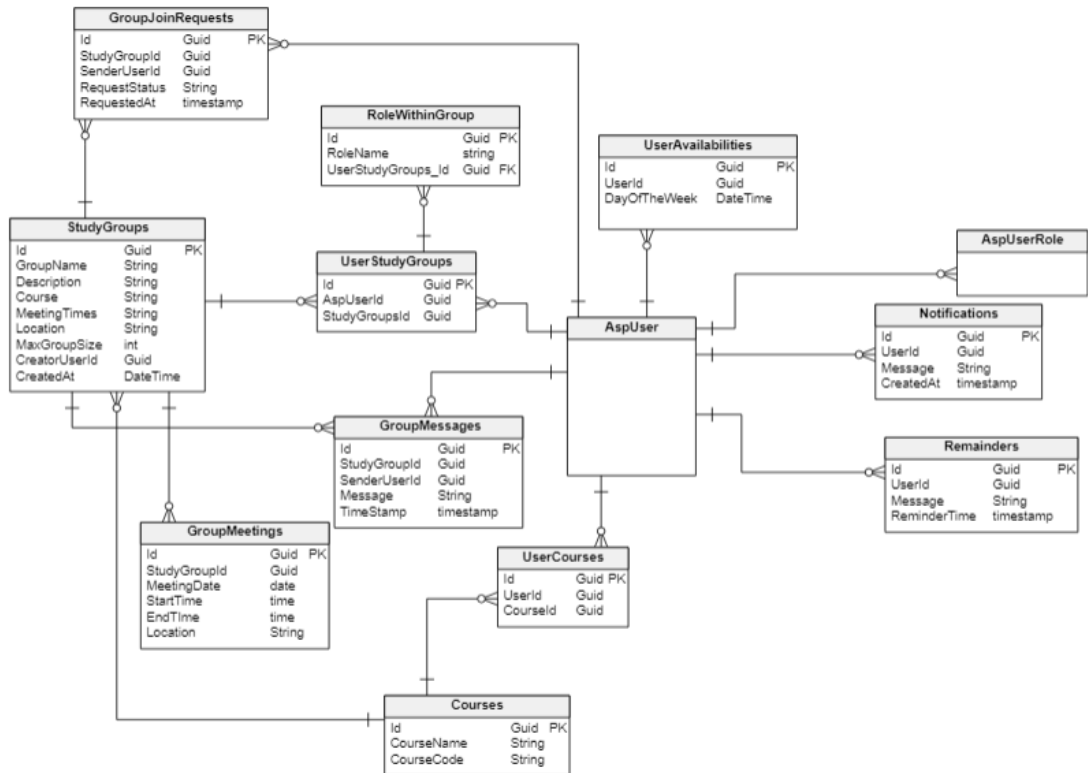 GroupJoinRequests
Id Guid PK
StudyGroupId Guid
SenderUserId Guid
RequestStatus String
RequestedAt timestamp
RoleWithinGroup
Id Guid PK
RoleName string
UserStudyGroups_Id Guid FK
UserAvailabilities
Id Guid PK
UserId Guid
DayOfTheWeek DateTime
StudyGroups
Id Guid PK
GroupName String
Description String
Course String
MeetingTimes String
Location String
MaxGroupSize int
CreatorUserId Guid
CreatedAt DateTime
UserStudyGroups
Id Guid PK
AspUserId Guid
StudyGroupsId Guid
AspUserRole
AspUser
Notifications
Id Guid PK
UserId Guid
Message String
CreatedAt timestamp
GroupMessages
Id Guid PK
StudyGroupId Guid
SenderUserId Guid
Message String
TimeStamp timestamp
Remainders
Id Guid PK
UserId Guid
Message String
ReminderTime timestamp
GroupMeetings
Id Guid PK
StudyGroupId Guid
MeetingDate date
StartTime time
EndTIme time
Location String
UserCourses
Id Guid PK
UserId Guid
CourseId Guid
Courses
Id Guid PK
CourseName String
CourseCode String